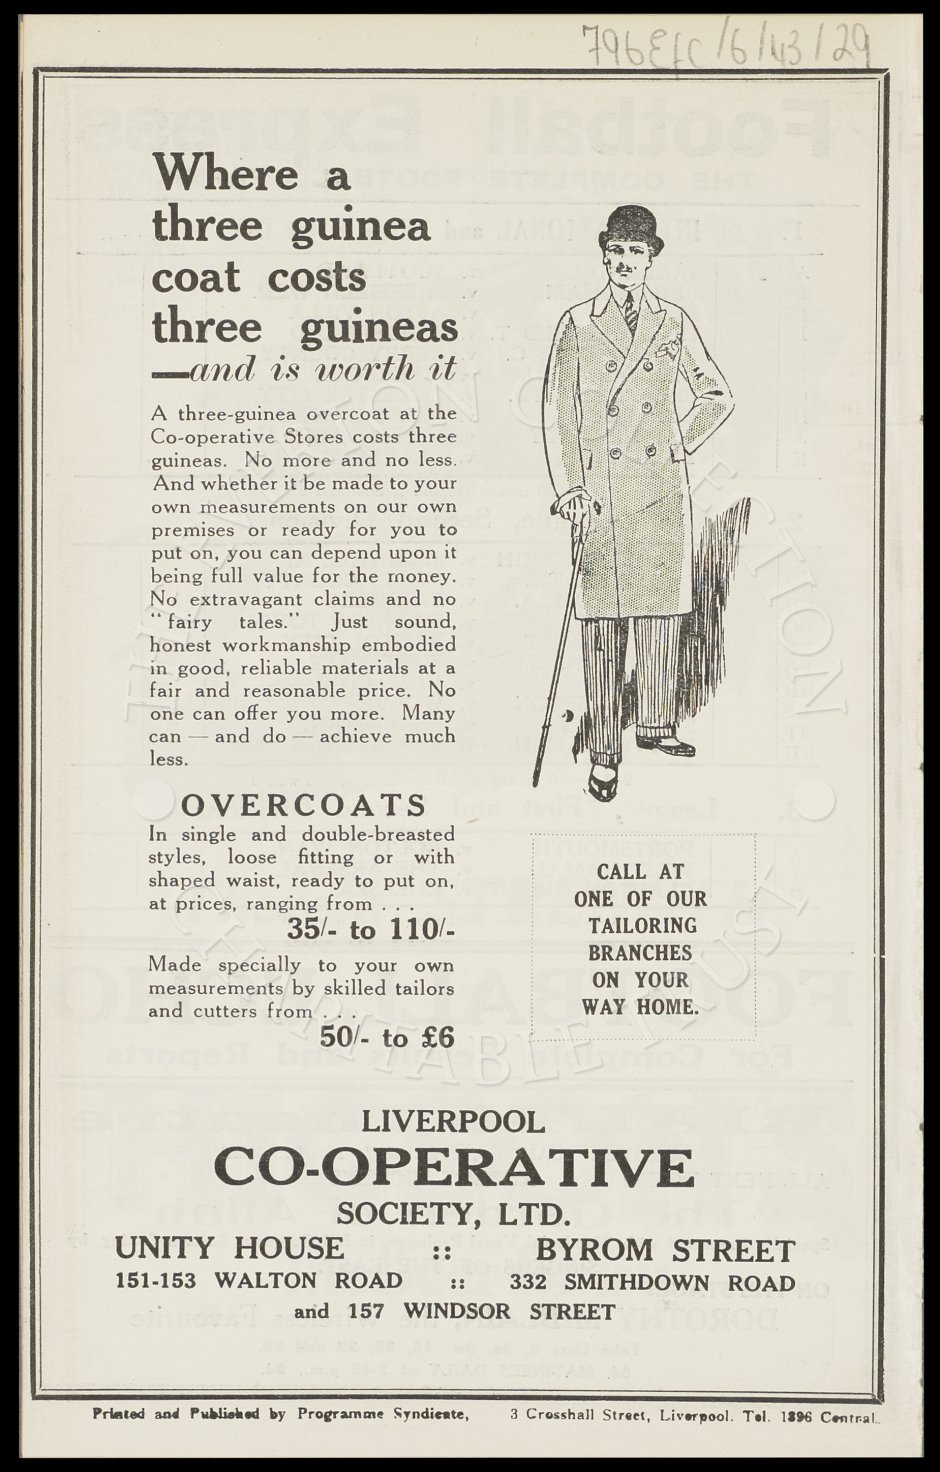 796EFC/6/43/29
Where a
three guinea
coat costs
three guineas
—and is worth it
A three-guinea overcoat at the
Co-operative Stores costs three
guineas. No more and no less.
And whether it be made to your
own measurements on our own
premises or ready for you to
put on, you can depend upon it
being full value for the money.
No extravagant claims and no
"fairy tales." Just sound,
honest workmanship embodied
in good, reliable materials at a
fair and reasonable price. No
one can offer you more. Many
can — and do — achieve much
less.
OVERCOATS
In single and double-breasted
styles, loose fitting or with
shaped waist, ready to put on,
at prices, ranging from . . .
35/- to 110/-
Made specially to your own
measurements by skilled tailors
and cutters from . . .
50/- to £6
CALL AT
ONE OF OUR
TAILORING
BRANCHES
ON YOUR
WAY HOME.
LIVERPOOL
CO-OPERATIVE
SOCIETY, LTD.
UNITY HOUSE :: BYROM STREET
151-153 WALTON ROAD :: 332 SMITHDOWN ROAD
and 157 WINDSOR STREET
Printed and Published by Programme Syndicate, 3 Crosshall Street, Liverpool. Tel. 1896 Central.
THE EVERTON COLLECTION
CHARITABLE TRUST